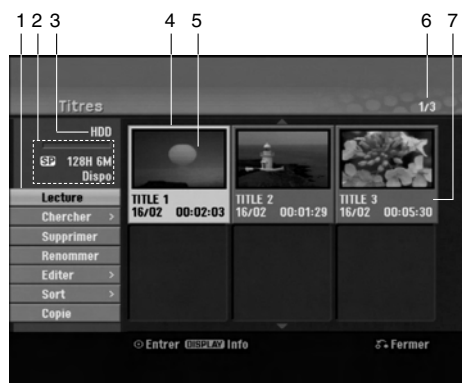 1 2 3 4 5 6 7
Titres 1/3
HDD
SP 128H 6M
Dispo
Lecture
Chercher >
Supprimer
Renommer
Editer >
Sort >
Copie
TITLE 1
16/02 00:02:03
TITLE 2
16/02 00:01:29
TITLE 3
16/02 00:05:30
⊙ Entrer DISPLAY Info
Fermer